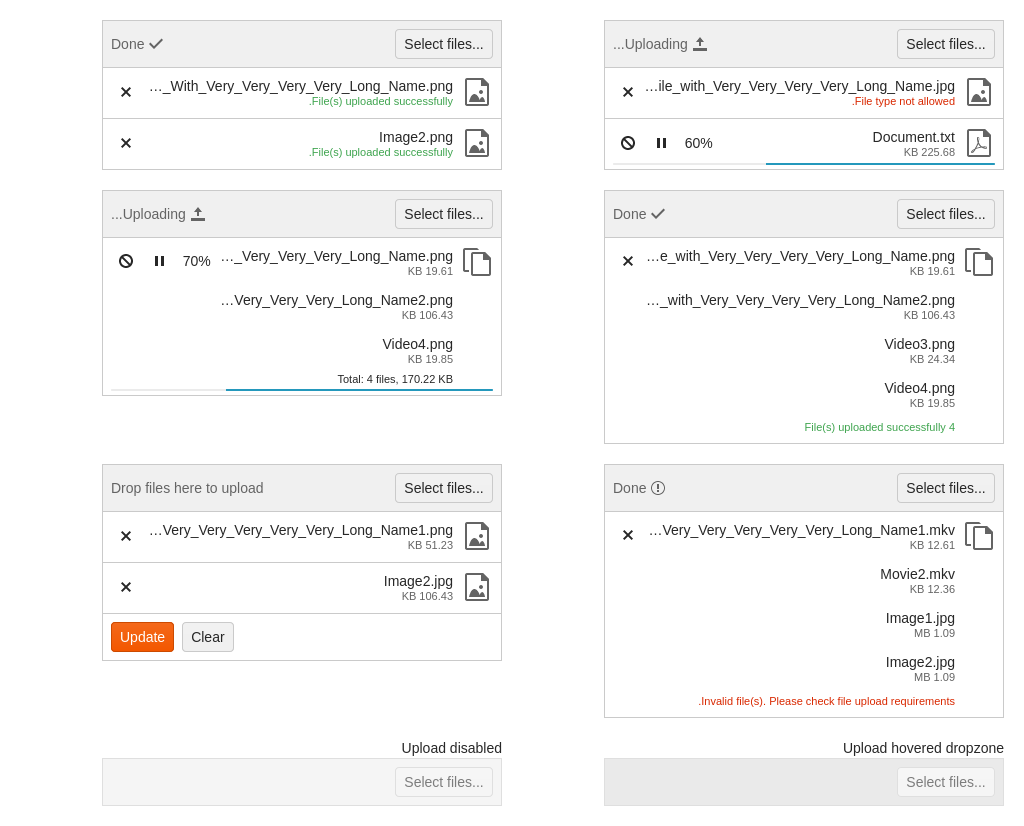 Done
Select files...
..._With_Very_Very_Very_Very_Long_Name.png
.File(s) uploaded successfully
Image2.png
.File(s) uploaded successfully
...Uploading
Select files...
...ile_with_Very_Very_Very_Very_Long_Name.jpg
.File type not allowed
60%
Document.txt
KB 225.68
...Uploading
Select files...
70%
..._Very_Very_Very_Long_Name.png
KB 19.61
...Very_Very_Very_Long_Name2.png
KB 106.43
Video4.png
KB 19.85
Total: 4 files, 170.22 KB
Done
Select files...
...e_with_Very_Very_Very_Very_Long_Name.png
KB 19.61
..._with_Very_Very_Very_Very_Long_Name2.png
KB 106.43
Video3.png
KB 24.34
Video4.png
KB 19.85
File(s) uploaded successfully 4
Drop files here to upload
Select files...
...Very_Very_Very_Very_Very_Long_Name1.png
KB 51.23
Image2.jpg
KB 106.43
Update
Clear
Done
Select files...
...Very_Very_Very_Very_Very_Long_Name1.mkv
KB 12.61
Movie2.mkv
KB 12.36
Image1.jpg
MB 1.09
Image2.jpg
MB 1.09
.Invalid file(s). Please check file upload requirements
Upload disabled
Select files...
Upload hovered dropzone
Select files...